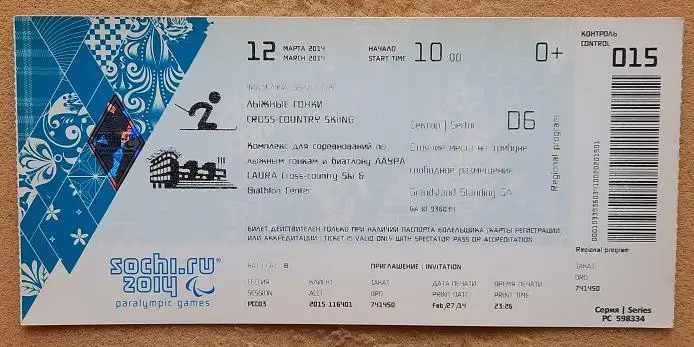 12 МАРТА 2014
MARCH 2014
НАЧАЛО
START TIME
10:00
0+
КОНТРОЛЬ
CONTROL
015
ЛЫЖНЫЕ ГОНКИ
CROSS-COUNTRY SKIING
Сектор | Sector D6
Комплекс для соревнований по
лыжным гонкам и биатлону ЛАУРА
LAURA Cross-country Ski &
Biathlon Center
Стоячие места на трибуне
свободное размещение
Grandstand Standing GA
GA ID 936034
Regional program
БИЛЕТ ДЕЙСТВИТЕЛЕН ТОЛЬКО ПРИ НАЛИЧИИ ПАСПОРТА БОЛЕЛЬЩИКА (КАРТЫ РЕГИСТРАЦИИ)
ИЛИ АККРЕДИТАЦИИ | TICKET IS VALID ONLY WITH SPECTATOR PASS OR ACCREDITATION
Regional program
sochi.ru
2014
paralympic games
B
ПРИГЛАШЕНИЕ | INVITATION
СЕССИЯ
SESSION
PCC03
КЛИЕНТ
ACCT
2015-116401
ЗАКАЗ
ORD
741450
ДАТА ПЕЧАТИ
PRINT DATE
Feb/27/14
ВРЕМЯ ПЕЧАТИ
PRINT TIME
23:26
ЗАКАЗ
ORD
741450
Серия | Series
РС 598334